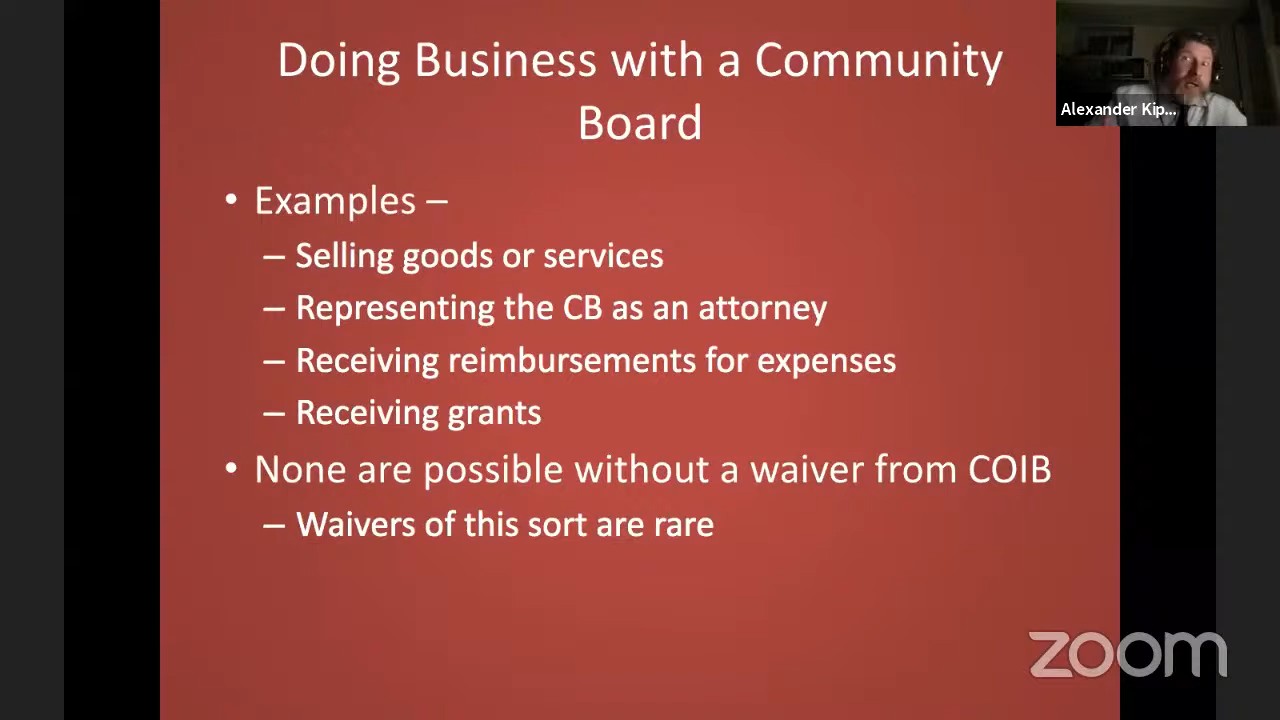 Doing Business with a Community
Board
• Examples –
– Selling goods or services
– Representing the CB as an attorney
– Receiving reimbursements for expenses
– Receiving grants
• None are possible without a waiver from COIB
– Waivers of this sort are rare
Alexander Kip...
zoom